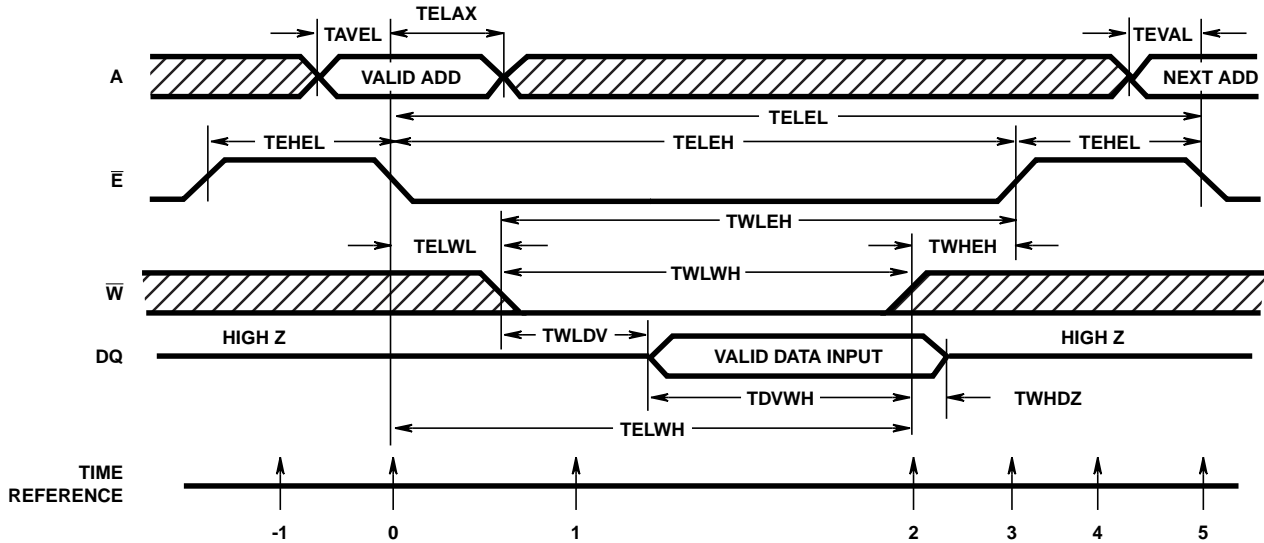 TELAX
TAVEL
TEVAL
A
VALID ADD
NEXT ADD
TELEL
TEHEL
TELEH
TEHEL
E̅
TWLEH
TELWL
TWHEH
TWLWH
W̅
HIGH Z
TWLDV
HIGH Z
DQ
VALID DATA INPUT
TDVWH
TWHDZ
TELWH
TIME
REFERENCE
-1 0 1 2 3 4 5